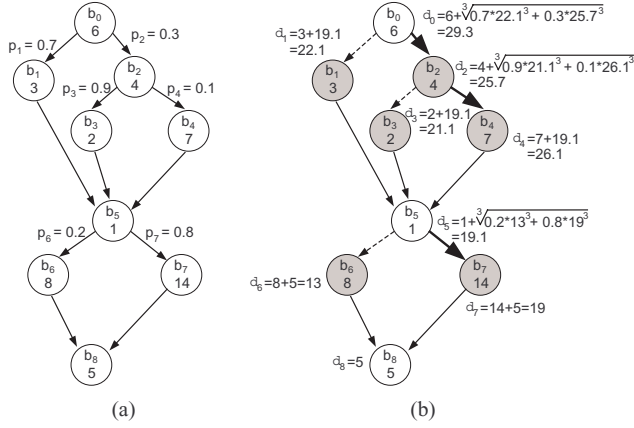 b₀
6
p₁ = 0.7
p₂ = 0.3
b₁
3
b₂
4
p₃ = 0.9
p₄ = 0.1
b₃
2
b₄
7
b₅
1
p₆ = 0.2
p₇ = 0.8
b₆
8
b₇
14
b₈
5
(a)
b₀
6
d₀=6+∛0.7*22.1³ + 0.3*25.7³
=29.3
d₁=3+19.1
=22.1
b₁
3
b₂
4
d₂=4+∛0.9*21.1³ + 0.1*26.1³
=25.7
b₃
2
d₃=2+19.1
=21.1
b₄
7
d₄=7+19.1
=26.1
b₅
1
d₅=1+∛0.2*13³+ 0.8*19³
=19.1
b₆
8
d₆=8+5=13
b₇
14
d₇=14+5=19
b₈
5
d₈=5
(b)